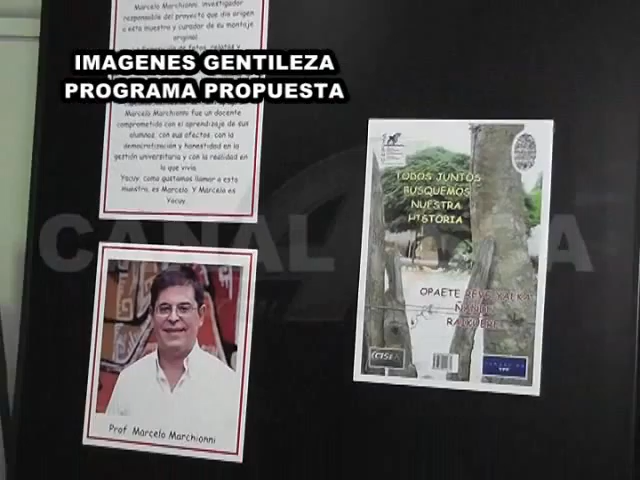 Marcelo Marchionni, investigador
responsable del proyecto que dio origen
a esta muestra y curador de su montaje
original.
IMAGENES GENTILEZA
PROGRAMA PROPUESTA
Marcelo Marchionni fue un docente
comprometido con el aprendizaje de sus
alumnos, con sus afectos, con la
democratización y honestidad en la
gestión universitaria y con la realidad en
la que vivía.
Yacuy, como gustamos llamar a esta
muestra, es Marcelo. Y Marcelo es
Yacuy.
TODOS JUNTOS
BUSQUEMOS
NUESTRA
HISTORIA
OPAETE
ÑANDE
CANAL
Prof. Marcelo Marchionni